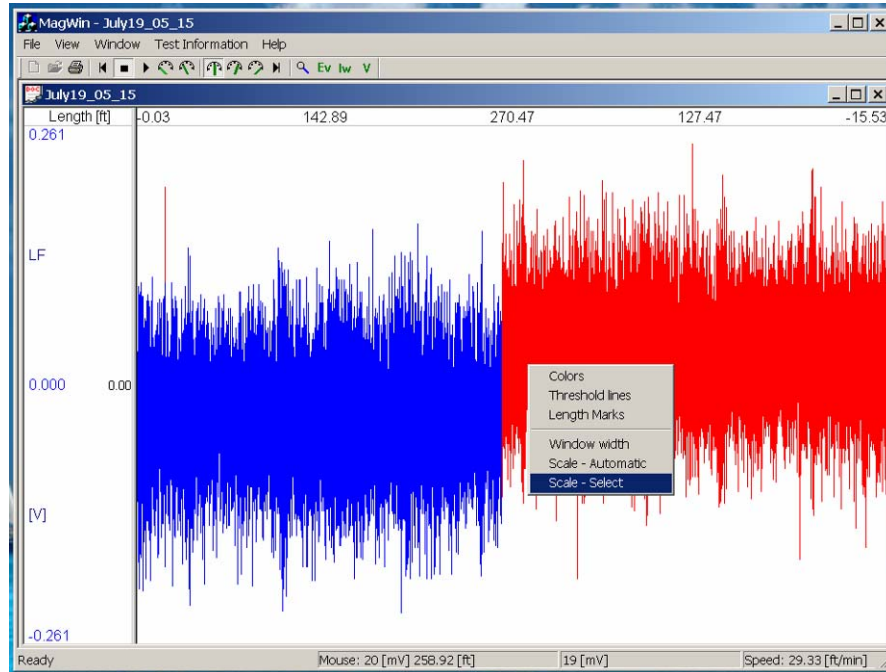 MagWin - July19_05_15
File View Window Test Information Help
Ev Iw V
July19_05_15
Length [ft] -0.03 142.89 270.47 127.47 -15.53
0.261
LF
0.000 0.00
[V]
-0.261
Colors
Threshold lines
Length Marks
Window width
Scale - Automatic
Scale - Select
Ready Mouse: 20 [mV] 258.92 [ft] 19 [mV] Speed: 29.33 [ft/min]